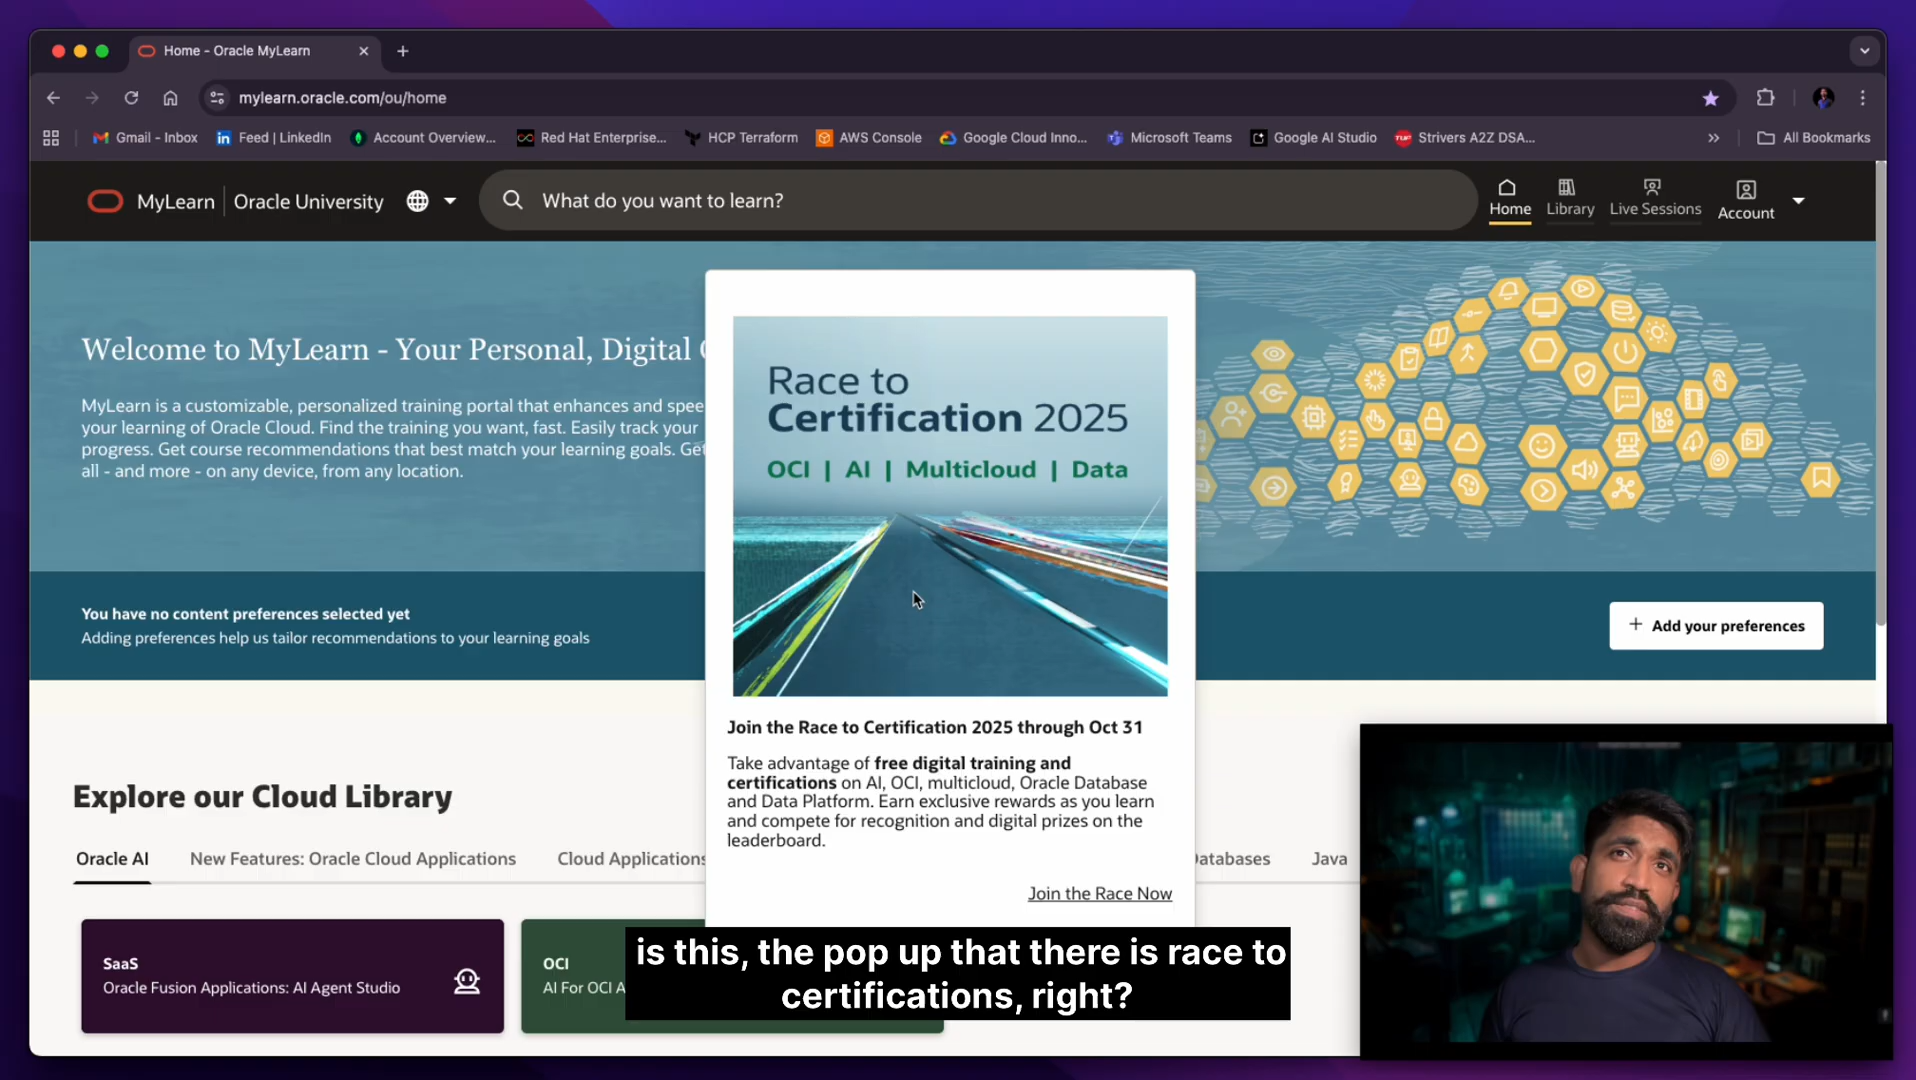 Home - Oracle MyLearn
mylearn.oracle.com/ou/home
Gmail - Inbox
Feed | LinkedIn
Account Overview...
Red Hat Enterprise...
HCP Terraform
AWS Console
Google Cloud Inno...
Microsoft Teams
Google AI Studio
Strivers A2Z DSA...
All Bookmarks
MyLearn
Oracle University
What do you want to learn?
Home
Library
Live Sessions
Account
Welcome to MyLearn - Your Personal, Digital
MyLearn is a customizable, personalized training portal that enhances and spee
your learning of Oracle Cloud. Find the training you want, fast. Easily track your
progress. Get course recommendations that best match your learning goals. Get
all - and more - on any device, from any location.
Race to
Certification 2025
OCI | AI | Multicloud | Data
You have no content preferences selected yet
Adding preferences help us tailor recommendations to your learning goals
+ Add your preferences
Join the Race to Certification 2025 through Oct 31
Take advantage of free digital training and
certifications on AI, OCI, multicloud, Oracle Database
and Data Platform. Earn exclusive rewards as you learn
and compete for recognition and digital prizes on the
leaderboard.
Join the Race Now
Explore our Cloud Library
Oracle AI
New Features: Oracle Cloud Applications
Cloud Applications
atabases
Java
SaaS
Oracle Fusion Applications: AI Agent Studio
OCI
AI For OCI A
is this, the pop up that there is race to
certifications, right?